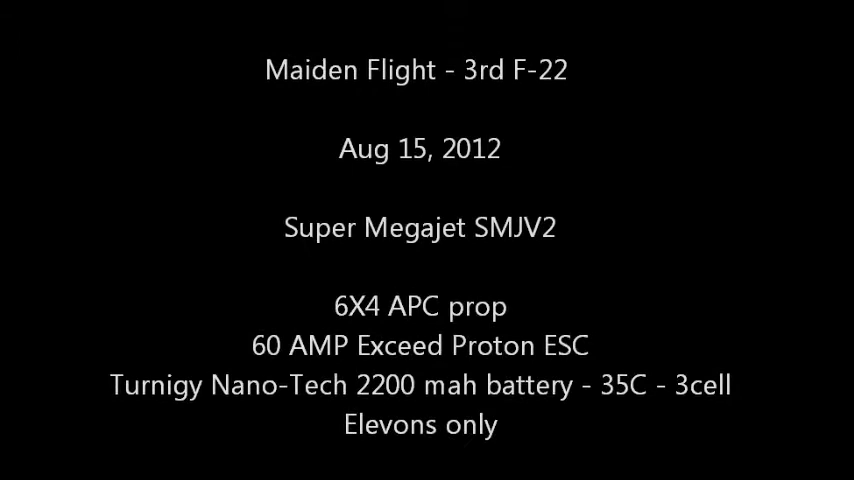 Maiden Flight - 3rd F-22
Aug 15, 2012
Super Megajet SMJV2
6X4 APC prop
60 AMP Exceed Proton ESC
Turnigy Nano-Tech 2200 mah battery - 35C - 3cell
Elevons only